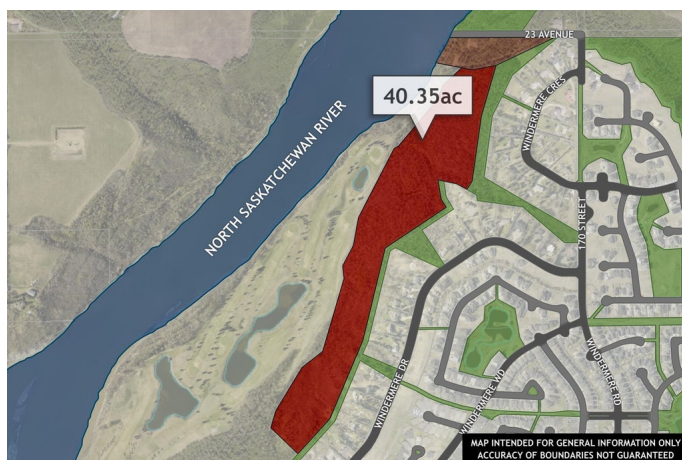 23 AVENUE
40.35ac
WINDERMERE CRES
NORTH SASKATCHEWAN RIVER
170 STREET
WINDERMERE DR
WINDERMERE WD
WINDERMERE RD
MAP INTENDED FOR GENERAL INFORMATION ONLY
ACCURACY OF BOUNDARIES NOT GUARANTEED